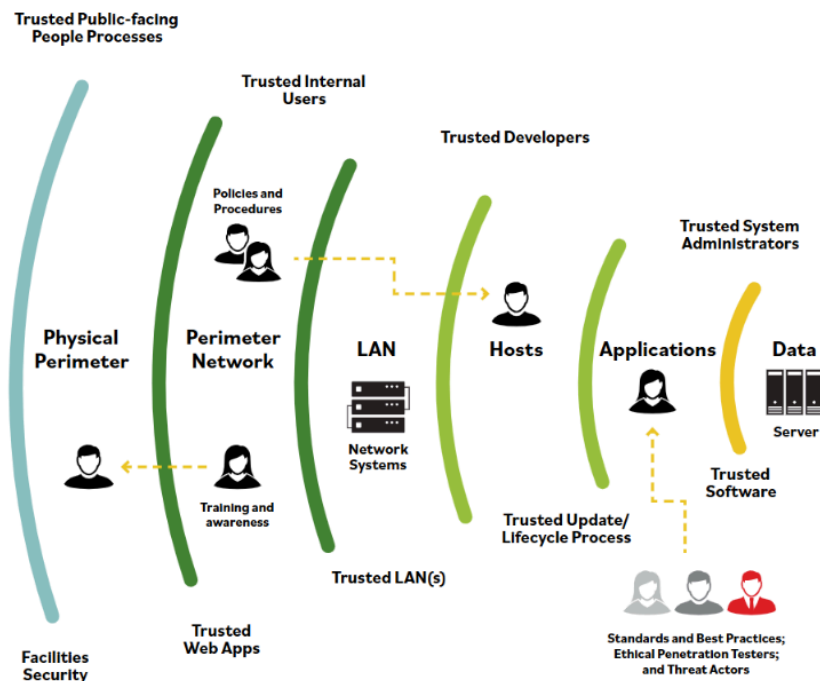 Trusted Public-facing
People Processes
Trusted Internal
Users
Trusted Developers
Policies and
Procedures
Trusted System
Administrators
Physical
Perimeter
Perimeter
Network
LAN
Hosts
Applications
Data
Network
Systems
Server
Training and
awareness
Trusted
Software
Trusted Update/
Lifecycle Process
Trusted LAN(s)
Trusted
Web Apps
Standards and Best Practices;
Ethical Penetration Testers;
and Threat Actors
Facilities
Security